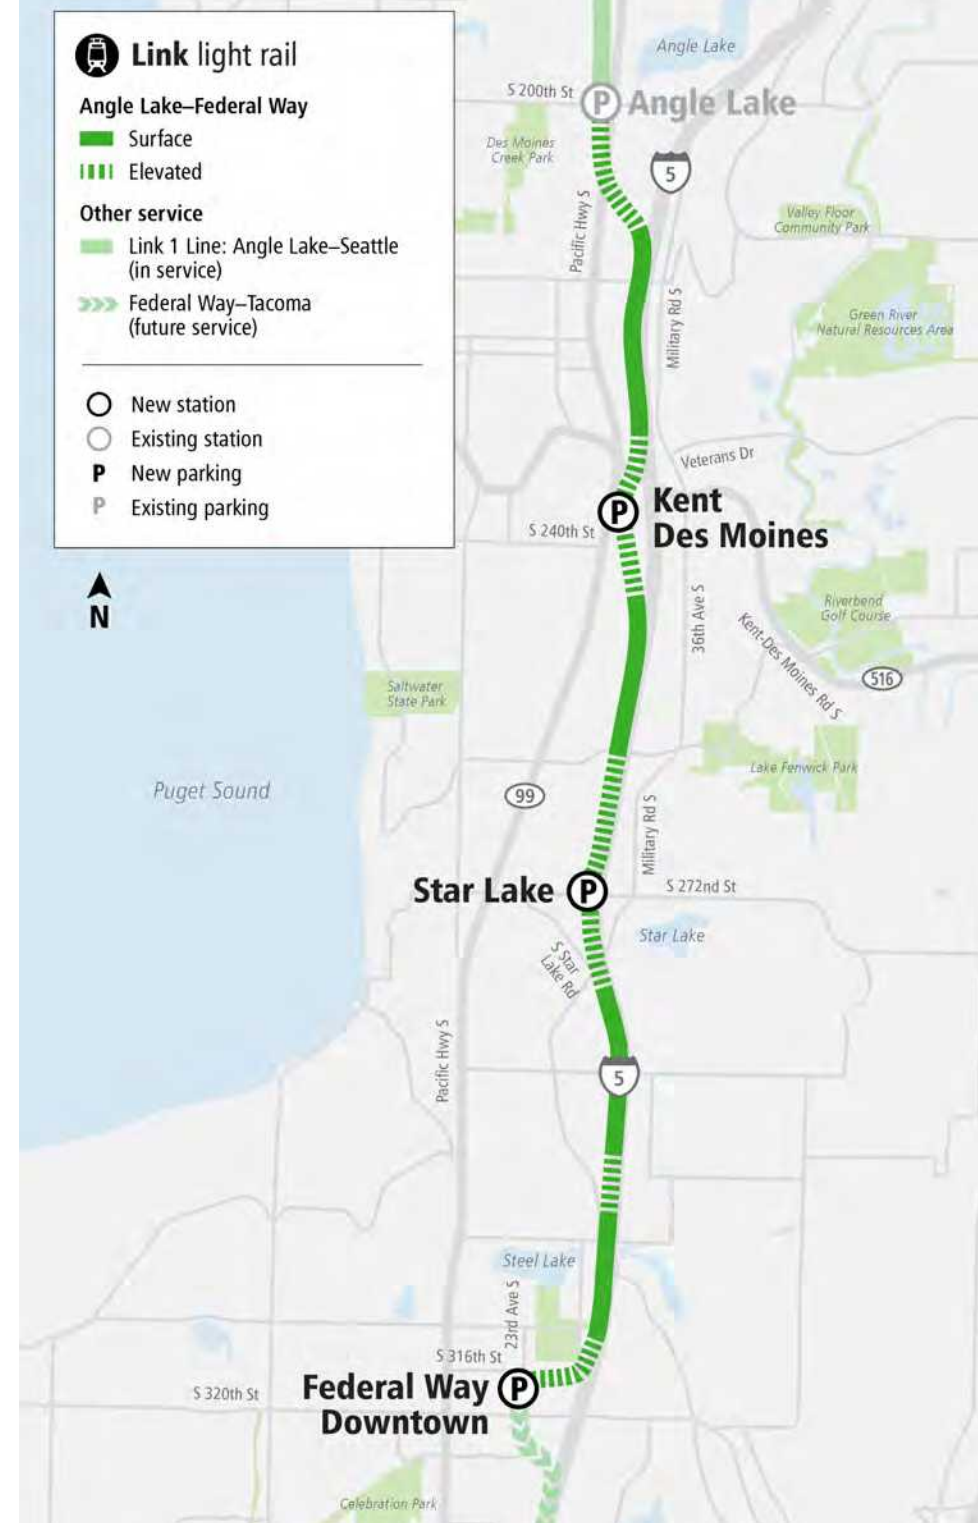 Link light rail
Angle Lake–Federal Way
Surface
Elevated
Other service
Link 1 Line: Angle Lake–Seattle
(in service)
Federal Way–Tacoma
(future service)
New station
Existing station
P New parking
P Existing parking
N
Angle Lake
S 200th St
P Angle Lake
Des Moines
Creek Park
5
Pacific Hwy S
Valley Floor
Community Park
Military Rd S
Green River
Natural Resources Area
Veterans Dr
P Kent
Des Moines
S 240th St
36th Ave S
Riverbend
Golf Course
Kent-Des Moines Rd S
516
Saltwater
State Park
Puget Sound
99
Lake Fenwick Park
Military Rd S
Star Lake P
S 272nd St
Star Lake
S Star
Lake Rd
Pacific Hwy S
5
Steel Lake
23rd Ave S
S 316th St
S 320th St
Federal Way P
Downtown
Celebration Park